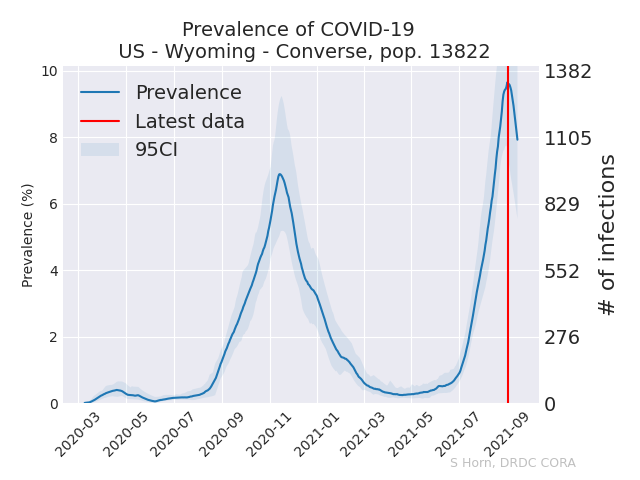 Prevalence of COVID-19
US - Wyoming - Converse, pop. 13822
Prevalence
Latest data
95CI
Prevalence (%)
10
8
6
4
2
0
1382
1105
829
552
276
0
# of infections
2020-03
2020-05
2020-07
2020-09
2020-11
2021-01
2021-03
2021-05
2021-07
2021-09
S Horn, DRDC CORA